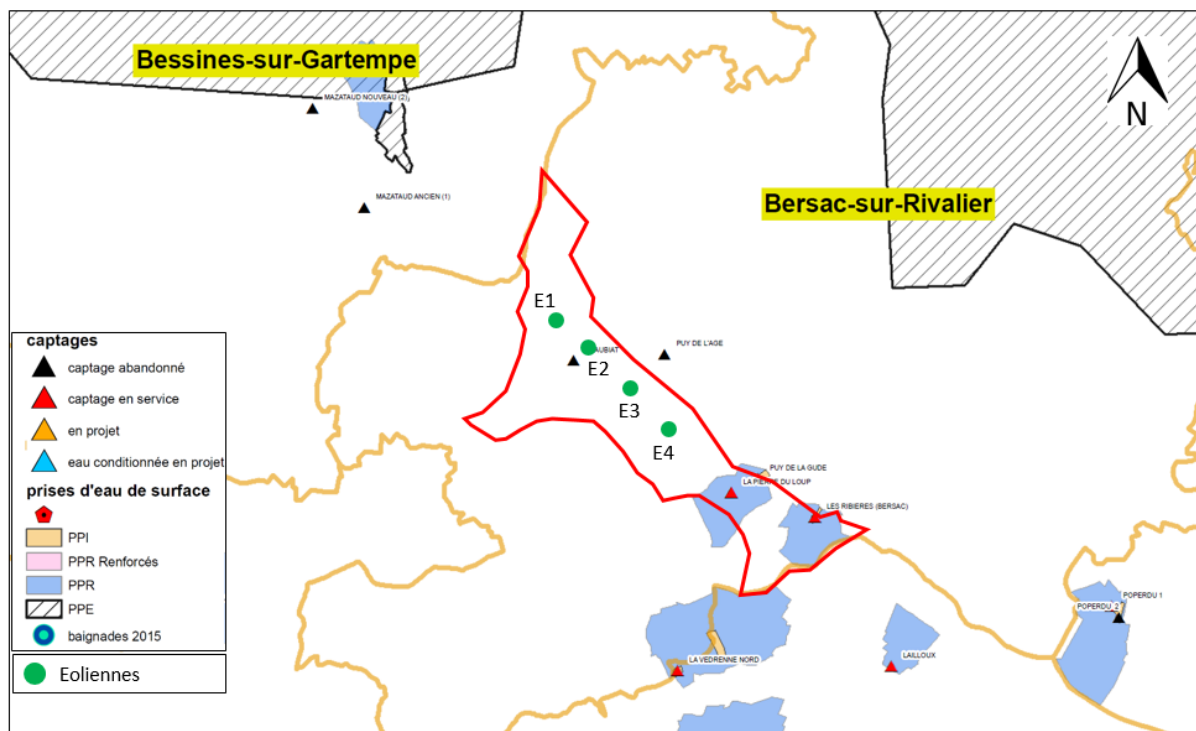 Bessines-sur-Gartempe
MAZATAUD NOUVEAU (2)
N
MAZATAUD ANCIEN (1)
Bersac-sur-Rivalier
E1
AUBIAT
E2
PUY DE L'AGE
E3
E4
PUY DE LA GUDE
LA PIERRE DU LOUP
LES RIBIERES (BERSAC)
POPERDU 1
POPERDU_2
LA VEDRENNE NORD
LAILLOUX
captages
captage abandonné
captage en service
en projet
eau conditionnée en projet
prises d'eau de surface
PPI
PPR Renforcés
PPR
PPE
baignades 2015
Eoliennes